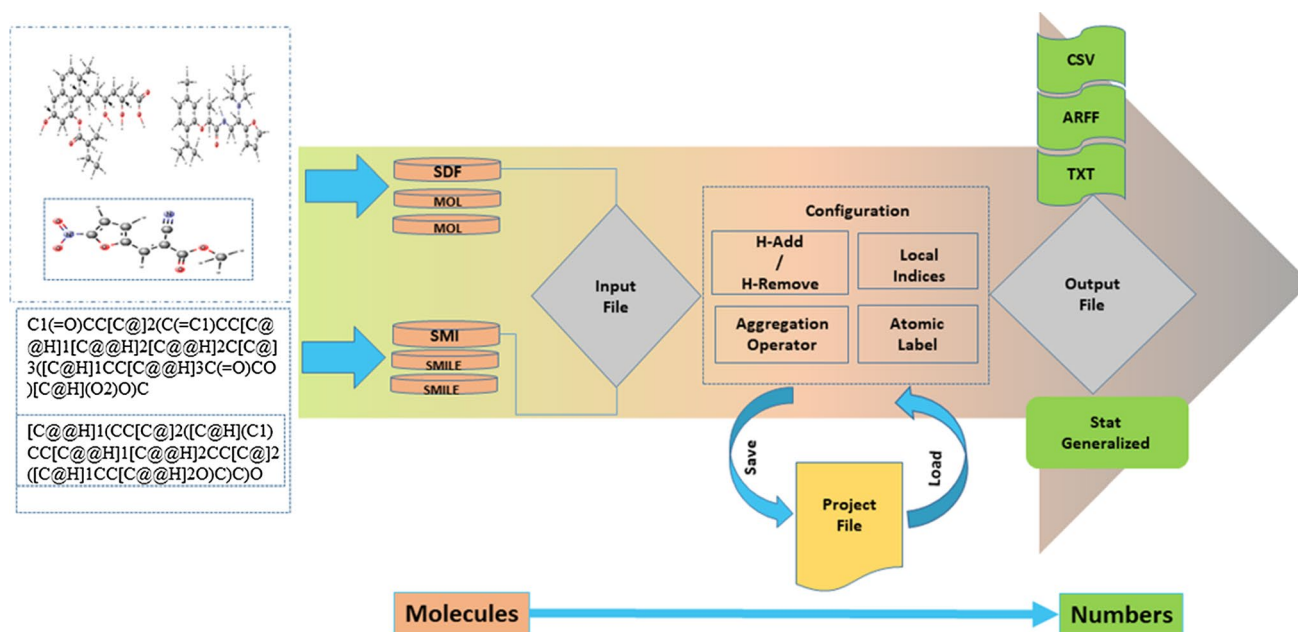 C1(=O)CC[C@]2(C(=C1)CC[C@
@H]1[C@@H]2[C@@H]2C[C@]
3([C@H]1CC[C@@H]3C(=O)CO
)[C@H](O2)O)C
[C@@H]1(CC[C@]2([C@H](C1)
CC[C@@H]1[C@@H]2CC[C@]2
([C@H]1CC[C@@H]2O)C)C)O
SDF
MOL
MOL
SMI
SMILE
SMILE
Input
File
Configuration
H-Add
/
H-Remove
Local
Indices
Aggregation
Operator
Atomic
Label
Save
Load
Project
File
CSV
ARFF
TXT
Output
File
Stat
Generalized
Molecules
Numbers